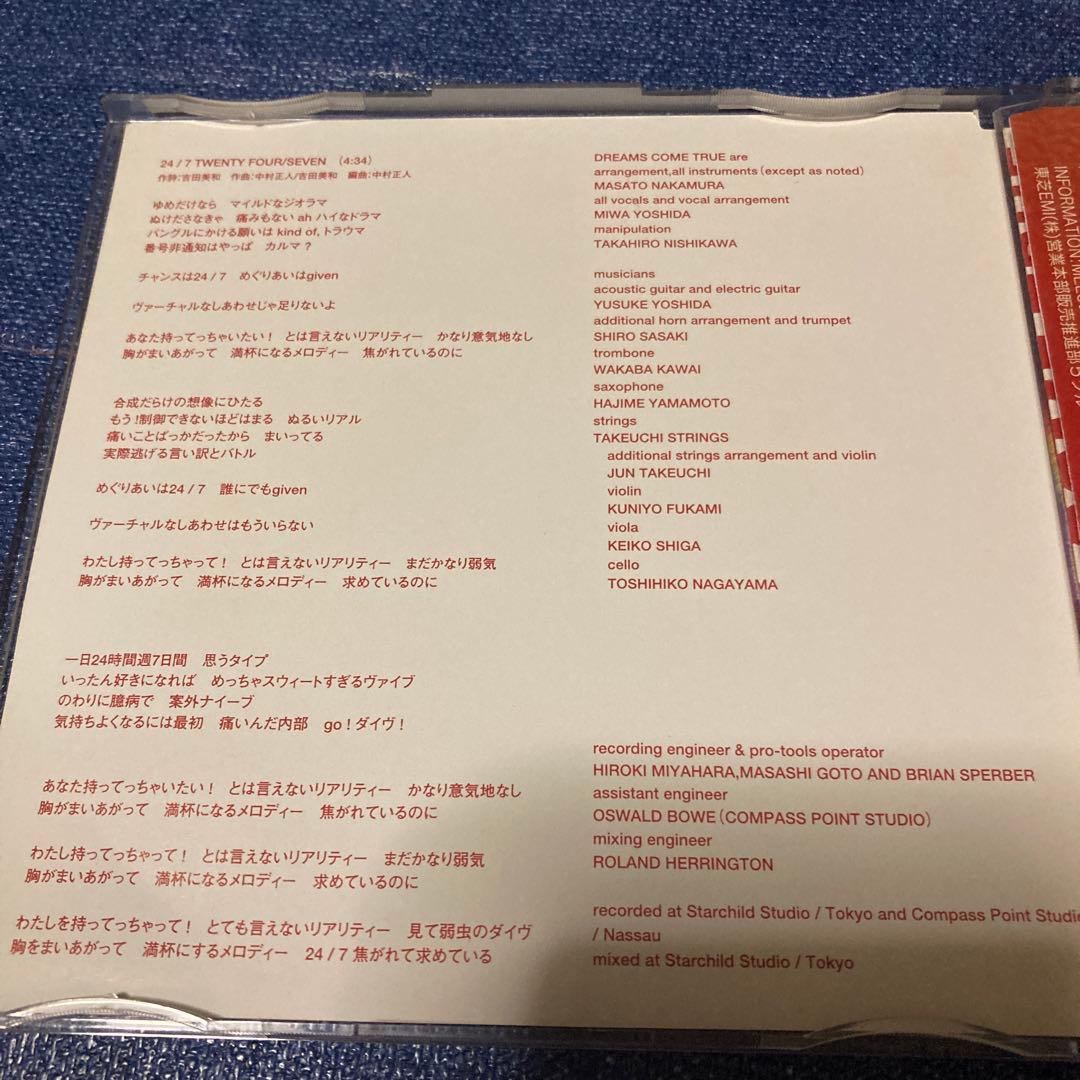 24 / 7 TWENTY FOUR/SEVEN (4:34)
作詩:吉田美和 作曲:中村正人/吉田美和 編曲:中村正人
ゆめだけなら マイルドなジオラマ
ぬけださなきゃ 痛みもない ah ハイなドラマ
バングルにかける願いは kind of, トラウマ
番号非通知はやっぱ カルマ?
チャンスは24 / 7 めぐりあいはgiven
ヴァーチャルなしあわせじゃ足りないよ
あなた持ってっちゃいたい! とは言えないリアリティー かなり意気地なし
胸がまいあがって 満杯になるメロディー 焦がれているのに
合成だらけの想像にひたる
もう!制御できないほどはまる ぬるいリアル
痛いことばっかだったから まいってる
実際逃げる言い訳とバトル
めぐりあいは24 / 7 誰にでもgiven
ヴァーチャルなしあわせはもういらない
わたし持ってっちゃって! とは言えないリアリティー まだかなり弱気
胸がまいあがって 満杯になるメロディー 求めているのに
一日24時間週7日間 思うタイプ
いったん好きになれば めっちゃスウィートすぎるヴァイブ
のわりに臆病で 案外ナイーブ
気持ちよくなるには最初 痛いんだ内部 go!ダイヴ!
あなた持ってっちゃいたい! とは言えないリアリティー かなり意気地なし
胸がまいあがって 満杯になるメロディー 焦がれているのに
わたし持ってっちゃって! とは言えないリアリティー まだかなり弱気
胸がまいあがって 満杯になるメロディー 求めているのに
わたしを持ってっちゃって! とても言えないリアリティー 見て弱虫のダイヴ
胸をまいあがって 満杯にするメロディー 24 / 7 焦がれて求めている
DREAMS COME TRUE are
arrangement,all instruments (except as noted)
MASATO NAKAMURA
all vocals and vocal arrangement
MIWA YOSHIDA
manipulation
TAKAHIRO NISHIKAWA
musicians
acoustic guitar and electric guitar
YUSUKE YOSHIDA
additional horn arrangement and trumpet
SHIRO SASAKI
trombone
WAKABA KAWAI
saxophone
HAJIME YAMAMOTO
strings
TAKEUCHI STRINGS
additional strings arrangement and violin
JUN TAKEUCHI
violin
KUNIYO FUKAMI
viola
KEIKO SHIGA
cello
TOSHIHIKO NAGAYAMA
recording engineer & pro-tools operator
HIROKI MIYAHARA,MASASHI GOTO AND BRIAN SPERBER
assistant engineer
OSWALD BOWE (COMPASS POINT STUDIO)
mixing engineer
ROLAND HERRINGTON
recorded at Starchild Studio / Tokyo and Compass Point Studio
/ Nassau
mixed at Starchild Studio / Tokyo
INFORMATION:
東芝EMI(株)営業本部販売推進部